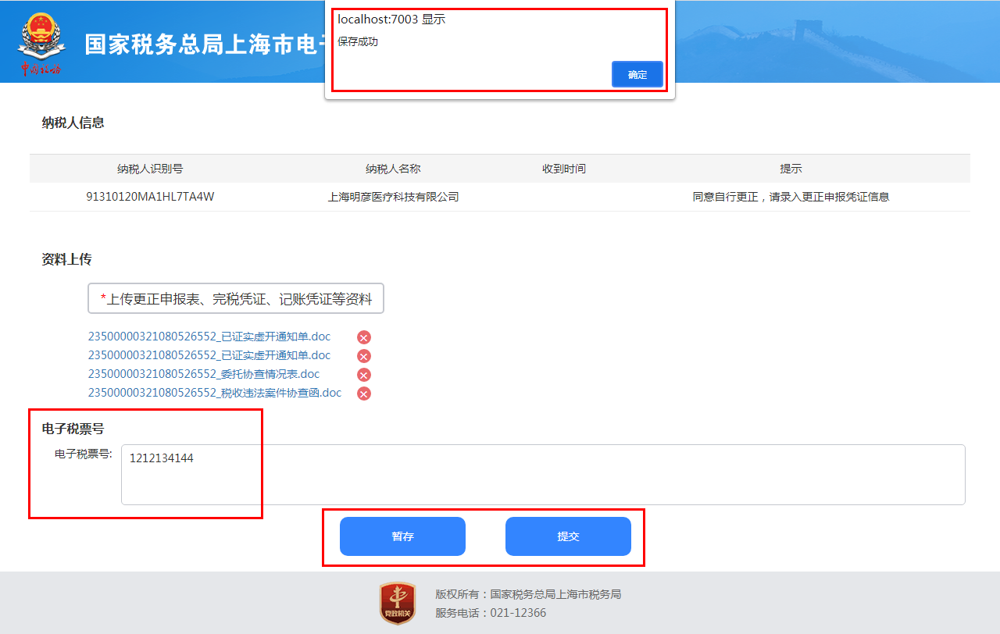 localhost:7003 显示
保存成功
确定
国家税务总局上海市电子
中国税务
纳税人信息
纳税人识别号 纳税人名称 收到时间 提示
91310120MA1HL7TA4W 上海明彦医疗科技有限公司 同意自行更正，请录入更正申报凭证信息
资料上传
*上传更正申报表、完税凭证、记账凭证等资料
23500000321080526552_已证实虚开通知单.doc
23500000321080526552_已证实虚开通知单.doc
23500000321080526552_委托协查情况表.doc
23500000321080526552_税收违法案件协查函.doc
电子税票号
电子税票号: 1212134144
暂存 提交
党政机关
版权所有：国家税务总局上海市税务局
服务电话：021-12366